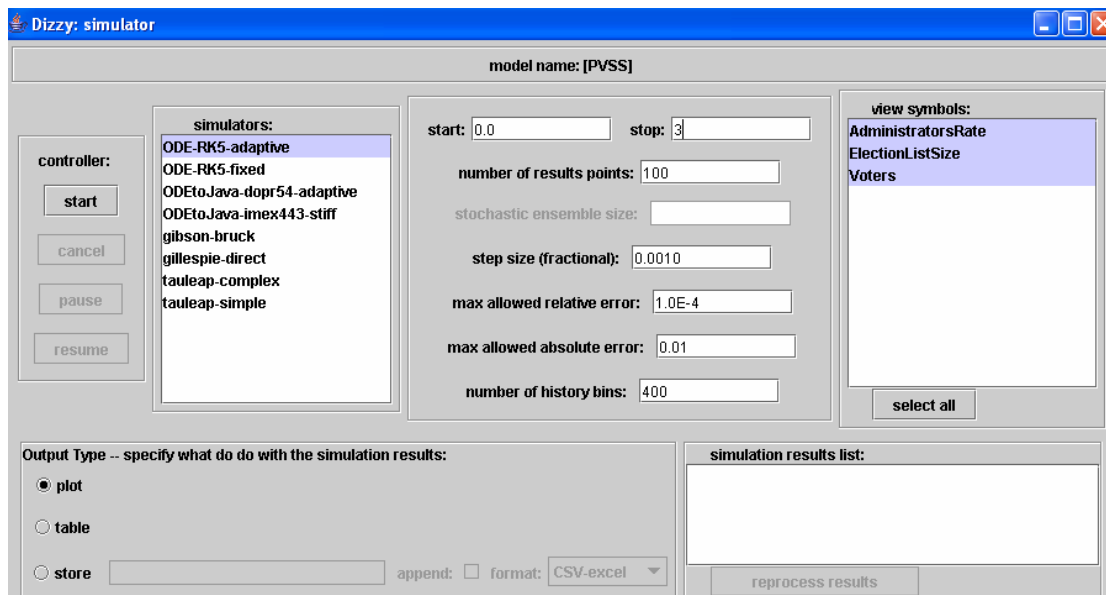 Dizzy: simulator
model name: [PVSS]
controller:
start
cancel
pause
resume
simulators:
ODE-RK5-adaptive
ODE-RK5-fixed
ODEtoJava-dopr54-adaptive
ODEtoJava-imex443-stiff
gibson-bruck
gillespie-direct
tauleap-complex
tauleap-simple
start: 0.0 stop: 3
number of results points: 100
stochastic ensemble size:
step size (fractional): 0.0010
max allowed relative error: 1.0E-4
max allowed absolute error: 0.01
number of history bins: 400
view symbols:
AdministratorsRate
ElectionListSize
Voters
select all
Output Type -- specify what do do with the simulation results:
plot
table
store append: format: CSV-excel
simulation results list:
reprocess results